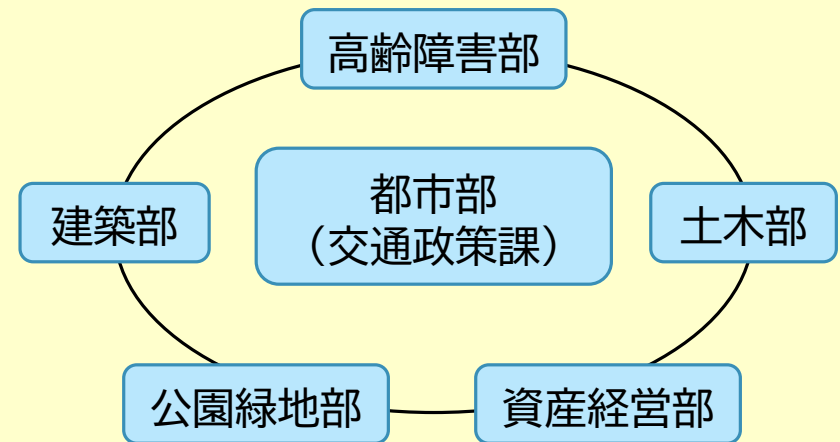 高齢障害部
建築部
都市部
（交通政策課）
土木部
公園緑地部
資産経営部